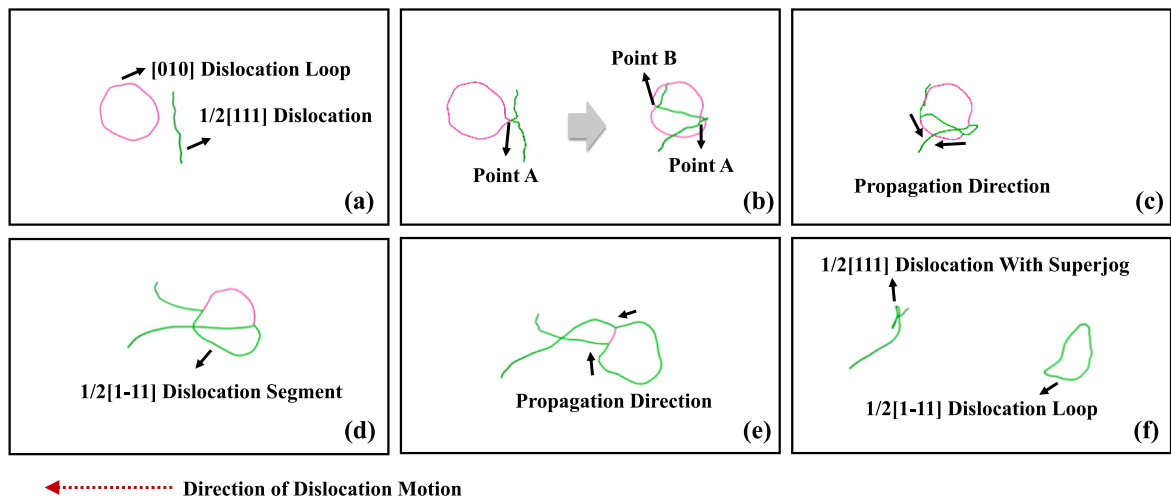 [010] Dislocation Loop
1/2[111] Dislocation
(a)
Point B
Point A
Point A
(b)
Propagation Direction
(c)
1/2[1-11] Dislocation Segment
(d)
Propagation Direction
(e)
1/2[111] Dislocation With Superjog
1/2[1-11] Dislocation Loop
(f)
Direction of Dislocation Motion